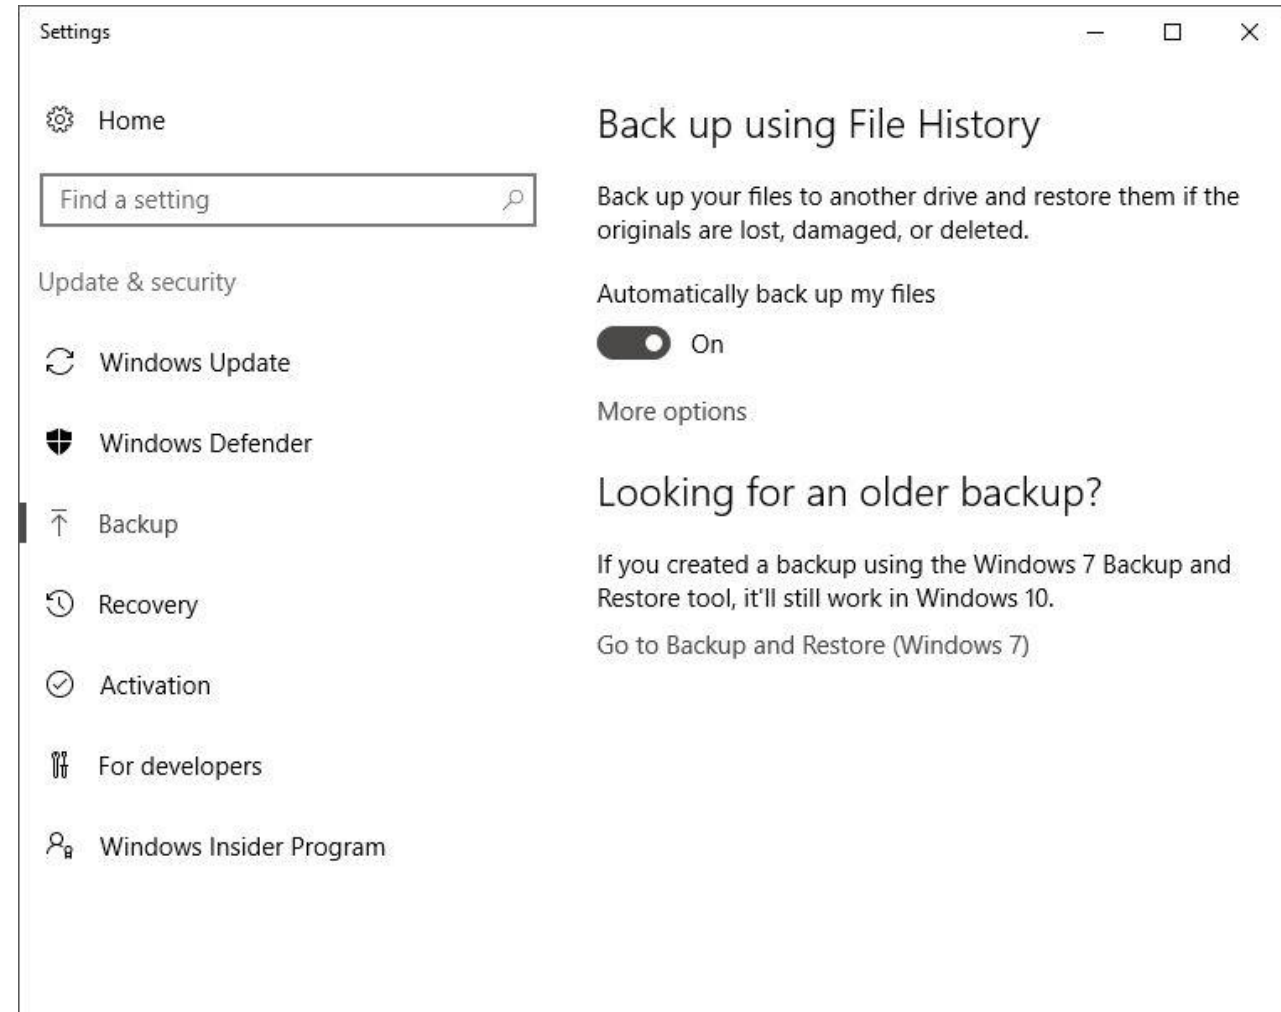 Settings
Home
Find a setting
Update & security
Windows Update
Windows Defender
Backup
Recovery
Activation
For developers
Windows Insider Program
Back up using File History
Back up your files to another drive and restore them if the
originals are lost, damaged, or deleted.
Automatically back up my files
On
More options
Looking for an older backup?
If you created a backup using the Windows 7 Backup and
Restore tool, it'll still work in Windows 10.
Go to Backup and Restore (Windows 7)